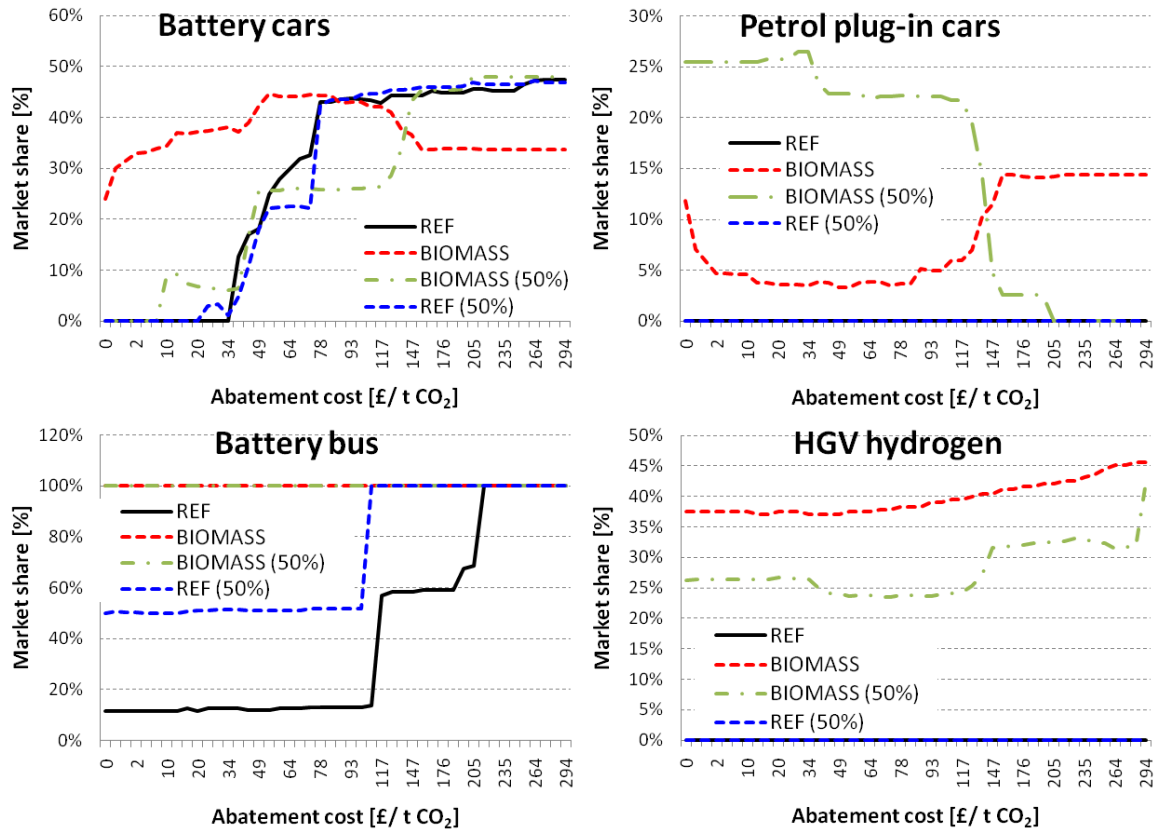 Battery cars
Market share [%]
60%
50%
40%
30%
20%
10%
0%
REF
BIOMASS
BIOMASS (50%)
REF (50%)
0 2 10 20 34 49 64 78 93 117 147 176 205 235 264 294
Abatement cost [£/ t CO₂]
Petrol plug-in cars
Market share [%]
30%
25%
20%
15%
10%
5%
0%
REF
BIOMASS
BIOMASS (50%)
REF (50%)
0 2 10 20 34 49 64 78 93 117 147 176 205 235 264 294
Abatement cost [£/ t CO₂]
Battery bus
Market share [%]
120%
100%
80%
60%
40%
20%
0%
REF
BIOMASS
BIOMASS (50%)
REF (50%)
0 2 10 20 34 49 64 78 93 117 147 176 205 235 264 294
Abatement cost [£/ t CO₂]
HGV hydrogen
Market share [%]
50%
45%
40%
35%
30%
25%
20%
15%
10%
5%
0%
REF
BIOMASS
BIOMASS (50%)
REF (50%)
0 2 10 20 34 49 64 78 93 117 147 176 205 235 264 294
Abatement cost [£/ t CO₂]